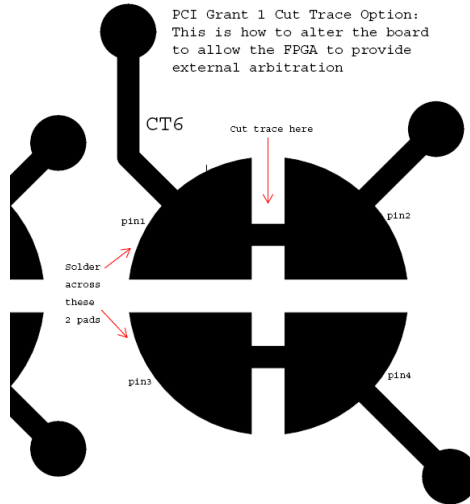 PCI Grant 1 Cut Trace Option:
This is how to alter the board
to allow the FPGA to provide
external arbitration
CT6
Cut trace here
pin1
pin2
Solder
across
these
2 pads
pin3
pin4